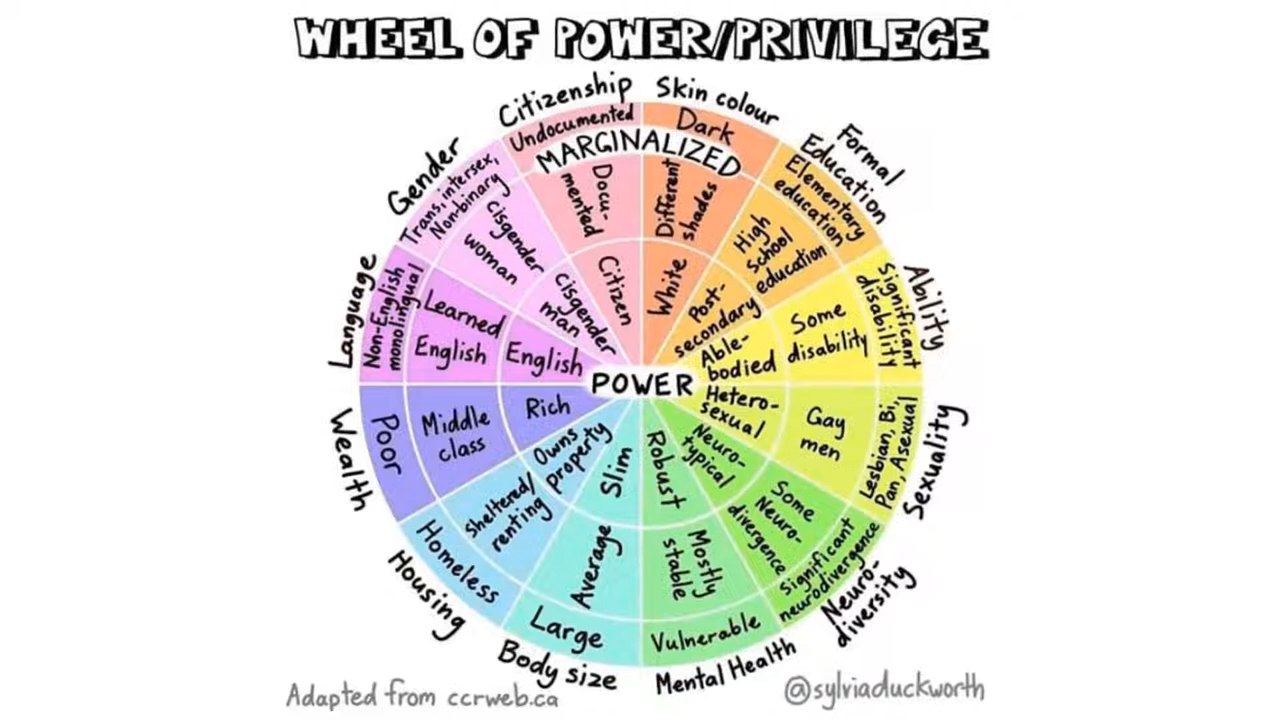 WHEEL OF POWER/PRIVILEGE
Citizenship
Undocumented
Docu-
mented
Citizen
Skin colour
Dark
Different
shades
White
Formal
Education
Elementary
education
High
school
education
Post-
secondary
Ability
Significant
disability
Some
disability
Able-
bodied
Sexuality
Lesbian, Bi,
Pan, Asexual
Gay
men
Hetero-
sexual
Neuro-
diversity
Significant
neurodivergence
Some
Neuro-
divergence
Neuro-
typical
Mental Health
Vulnerable
Mostly
stable
Robust
Body size
Large
Average
Slim
Housing
Homeless
Sheltered/
renting
Owns
property
Wealth
Poor
Middle
class
Rich
Language
Non-English
monolingual
Learned
English
English
Gender
Trans, intersex,
Non-binary
cisgender
woman
cisgender
man
MARGINALIZED
POWER
Adapted from ccrweb.ca
@sylviaduckworth